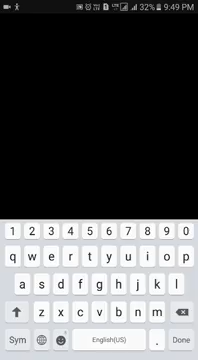 32% 9:49 PM
1 2 3 4 5 6 7 8 9 0
q w e r t y u i o p
a s d f g h j k l
z x c v b n m
Sym English(US) . Done